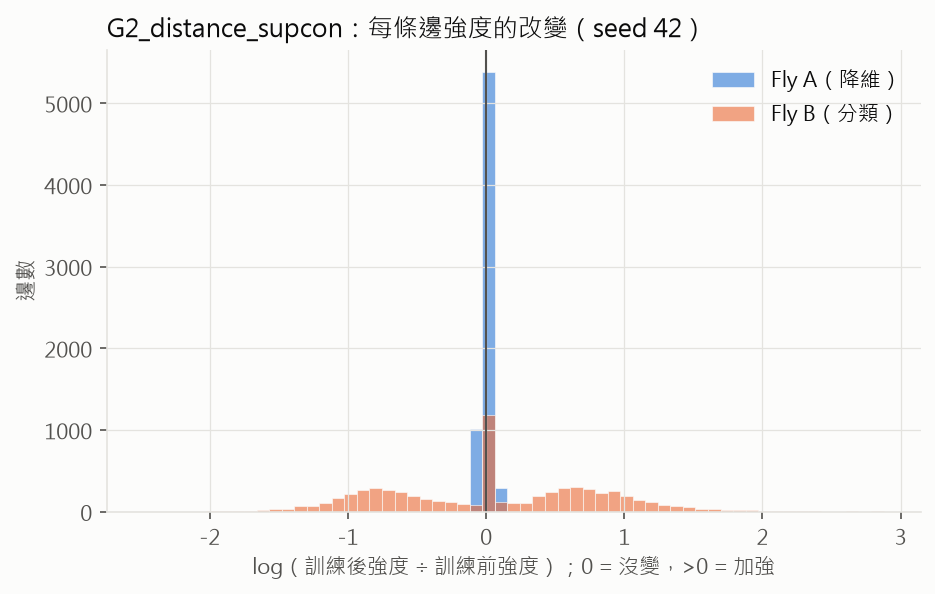 G2_distance_supcon：每條邊強度的改變（seed 42）
Fly A（降維）
Fly B（分類）
邊數
5000
4000
3000
2000
1000
0
-2 -1 0 1 2 3
log（訓練後強度 ÷ 訓練前強度）；0 = 沒變，>0 = 加強